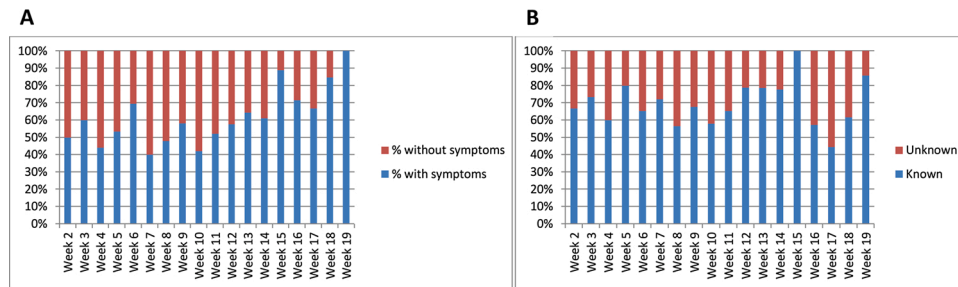 A
100%
90%
80%
70%
60%
50%
40%
30%
20%
10%
0%
% without symptoms
% with symptoms
Week 2
Week 3
Week 4
Week 5
Week 6
Week 7
Week 8
Week 9
Week 10
Week 11
Week 12
Week 13
Week 14
Week 15
Week 16
Week 17
Week 18
Week 19
B
100%
90%
80%
70%
60%
50%
40%
30%
20%
10%
0%
Unknown
Known
Week 2
Week 3
Week 4
Week 5
Week 6
Week 7
Week 8
Week 9
Week 10
Week 11
Week 12
Week 13
Week 14
Week 15
Week 16
Week 17
Week 18
Week 19